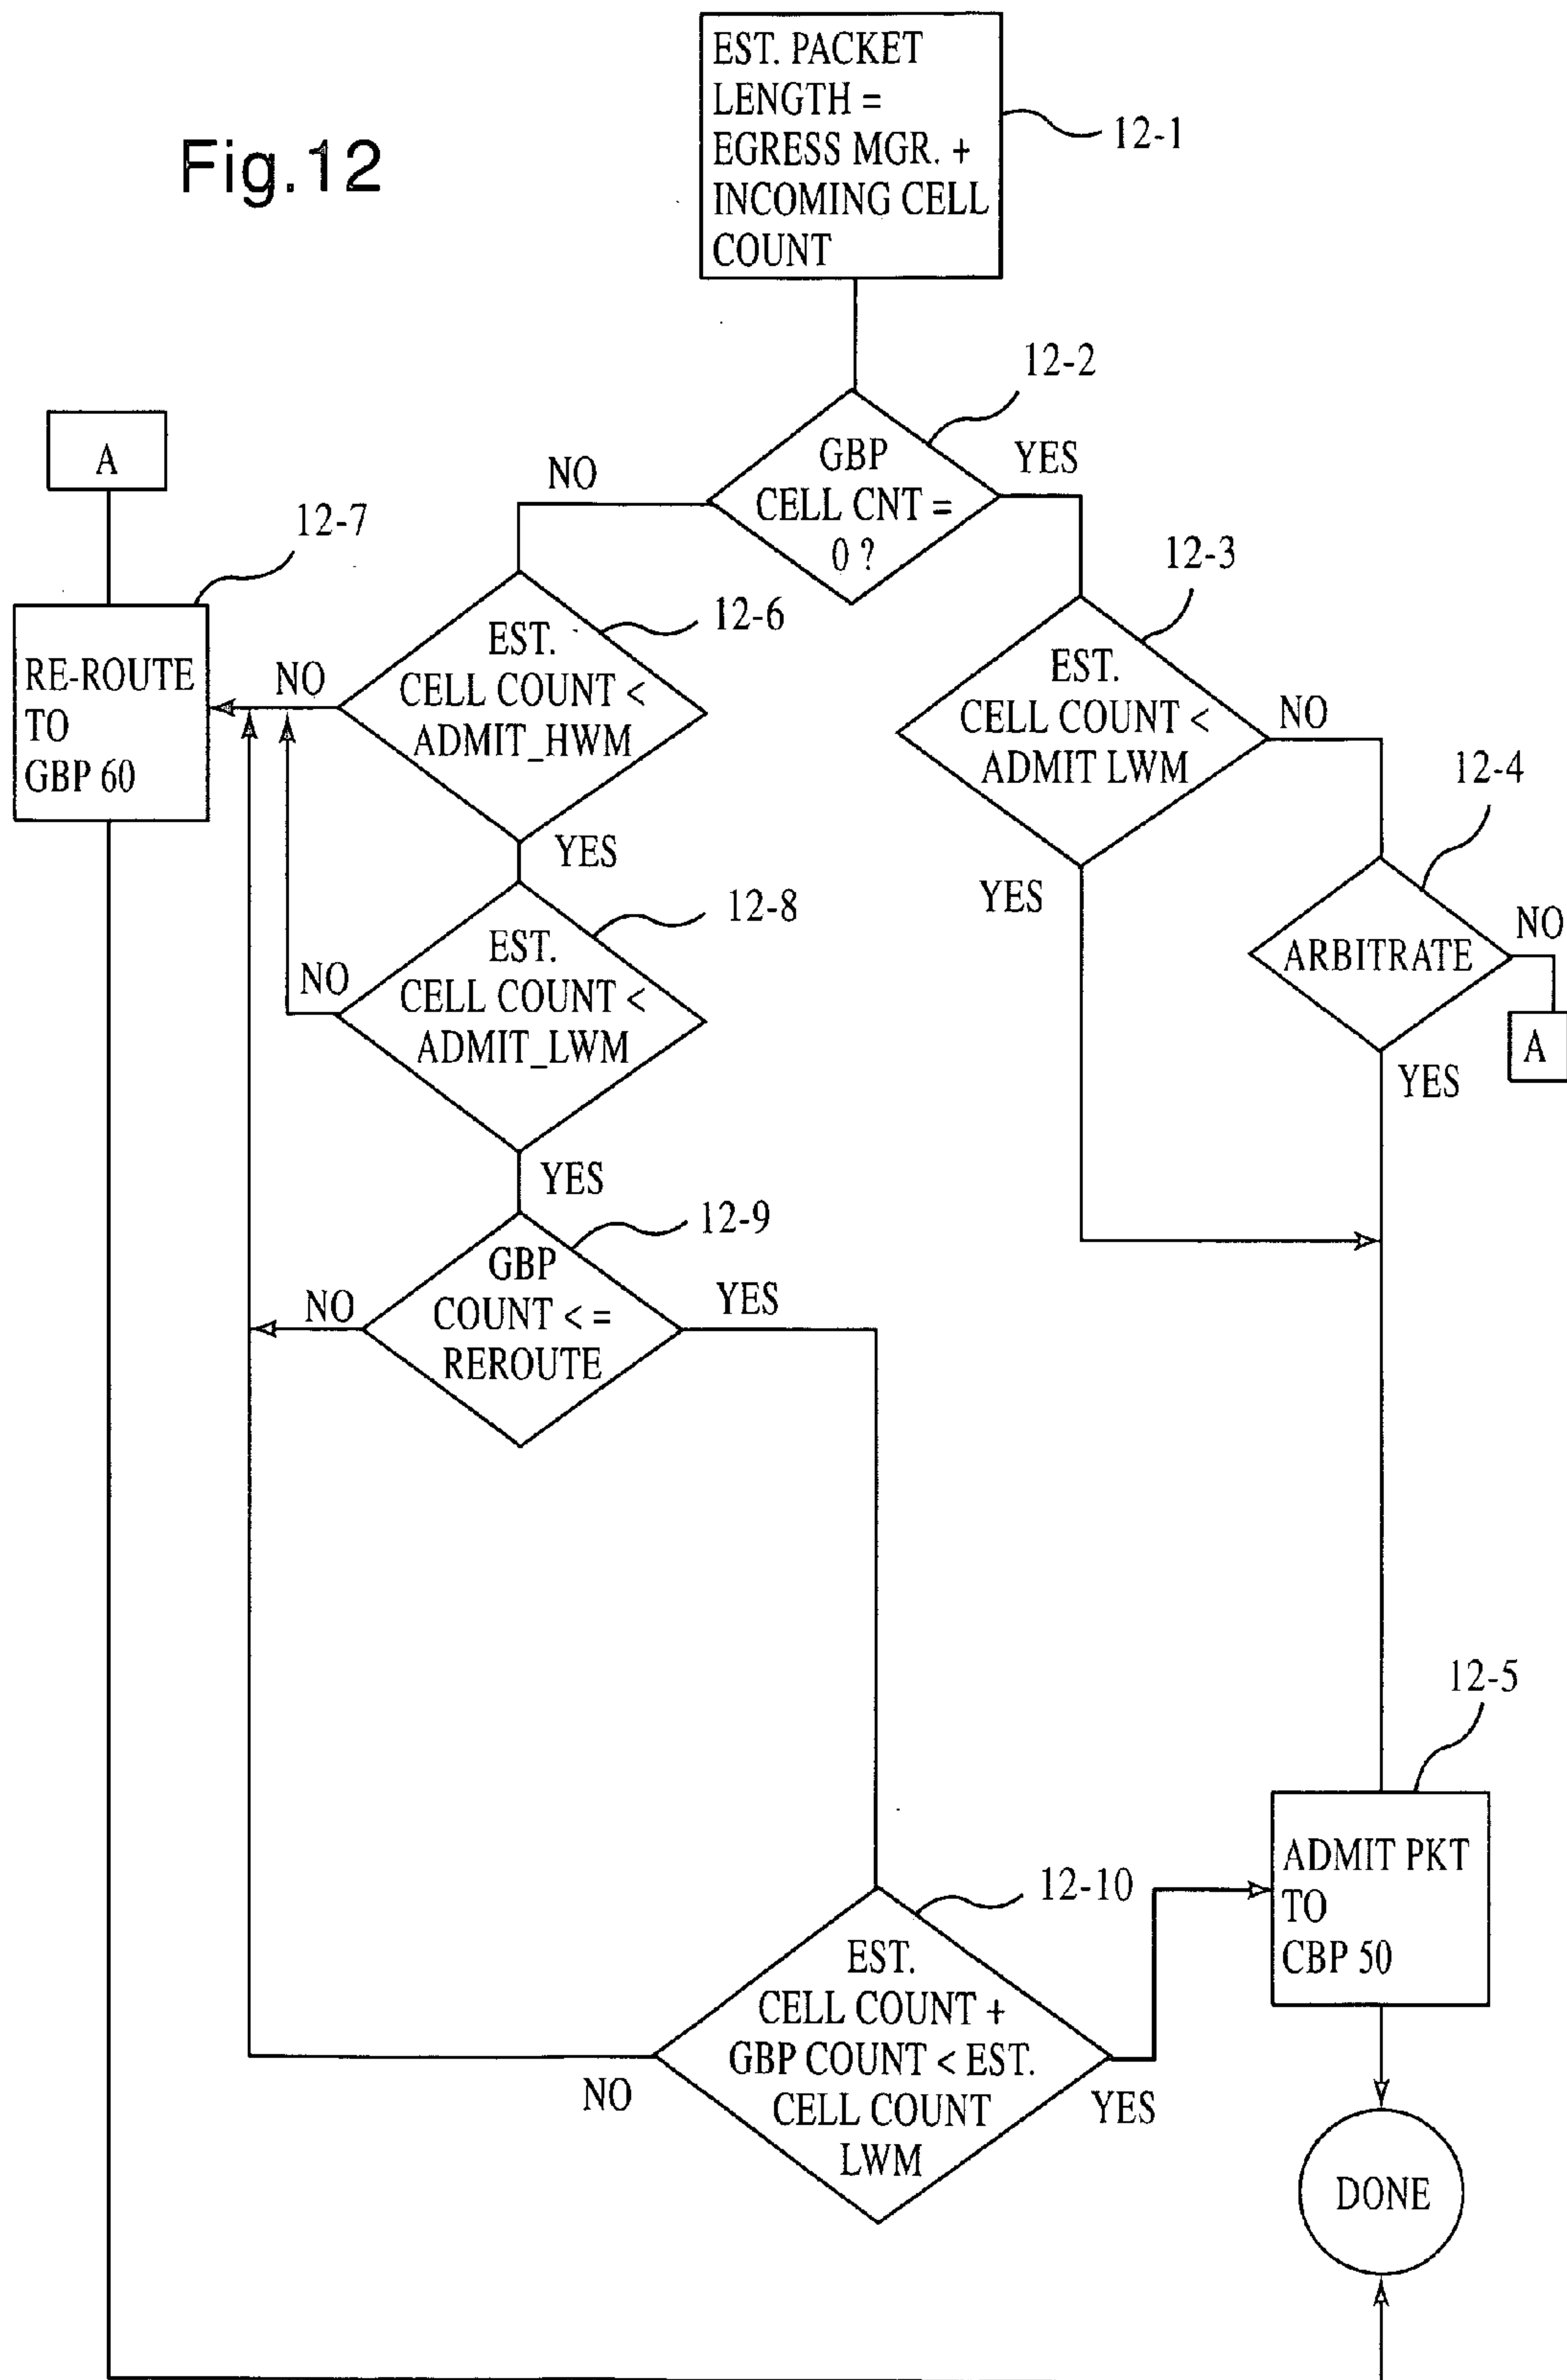 Fig.12
EST. PACKET
LENGTH =
EGRESS MGR. +
INCOMING CELL
COUNT
12-1
12-2
GBP
CELL CNT =
0 ?
NO
YES
A
12-7
RE-ROUTE
TO
GBP 60
12-6
EST.
CELL COUNT <
ADMIT_HWM
NO
YES
12-3
EST.
CELL COUNT <
ADMIT LWM
NO
YES
12-4
ARBITRATE
NO
A
YES
12-8
EST.
CELL COUNT <
ADMIT_LWM
NO
YES
12-9
GBP
COUNT < =
REROUTE
NO
YES
12-5
ADMIT PKT
TO
CBP 50
12-10
EST.
CELL COUNT +
GBP COUNT < EST.
CELL COUNT
LWM
NO
YES
DONE